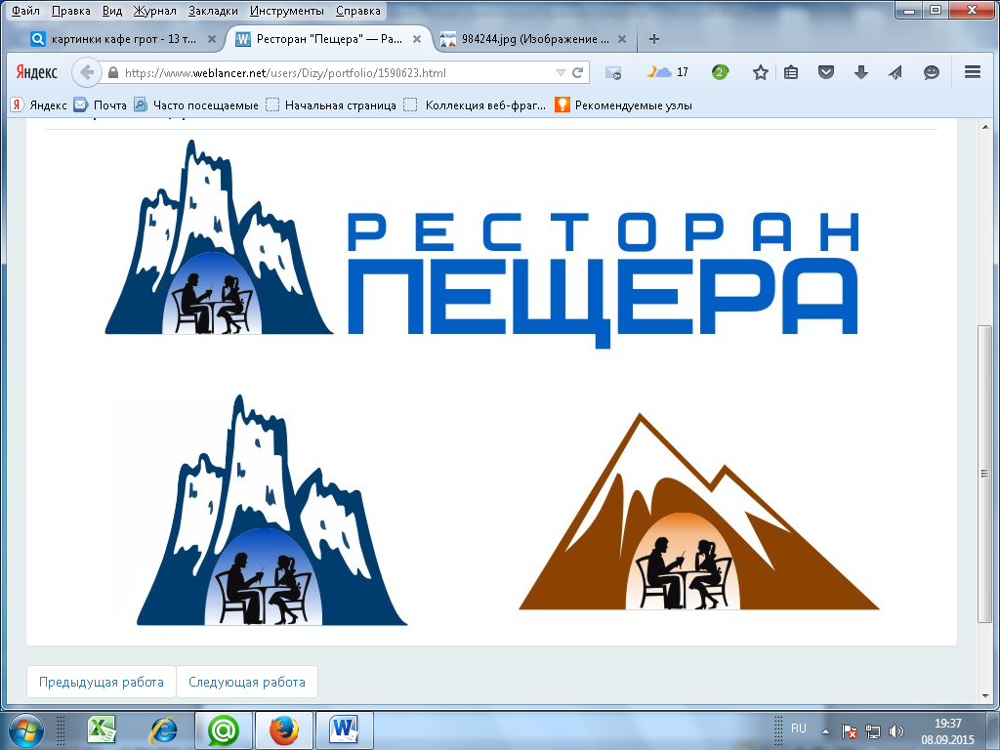 Файл Правка Вид Журнал Закладки Инструменты Справка
картинки кафе грот - 13 т... Ресторан "Пещера" — Ра... 984244.jpg (Изображение ...
Яндекс https://www.weblancer.net/users/Dizy/portfolio/1590623.html 17 2
Я Яндекс Почта Часто посещаемые Начальная страница Коллекция веб-фраг... Рекомендуемые узлы
РЕСТОРАН
ПЕЩЕРА
Предыдущая работа Следующая работа
RU 19:37
08.09.2015